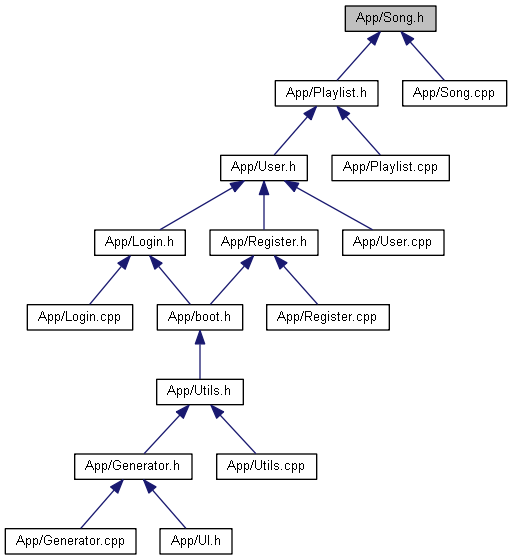 App/Song.h
App/Playlist.h
App/Song.cpp
App/User.h
App/Playlist.cpp
App/Login.h
App/Register.h
App/User.cpp
App/Login.cpp
App/boot.h
App/Register.cpp
App/Utils.h
App/Generator.h
App/Utils.cpp
App/Generator.cpp
App/UI.h